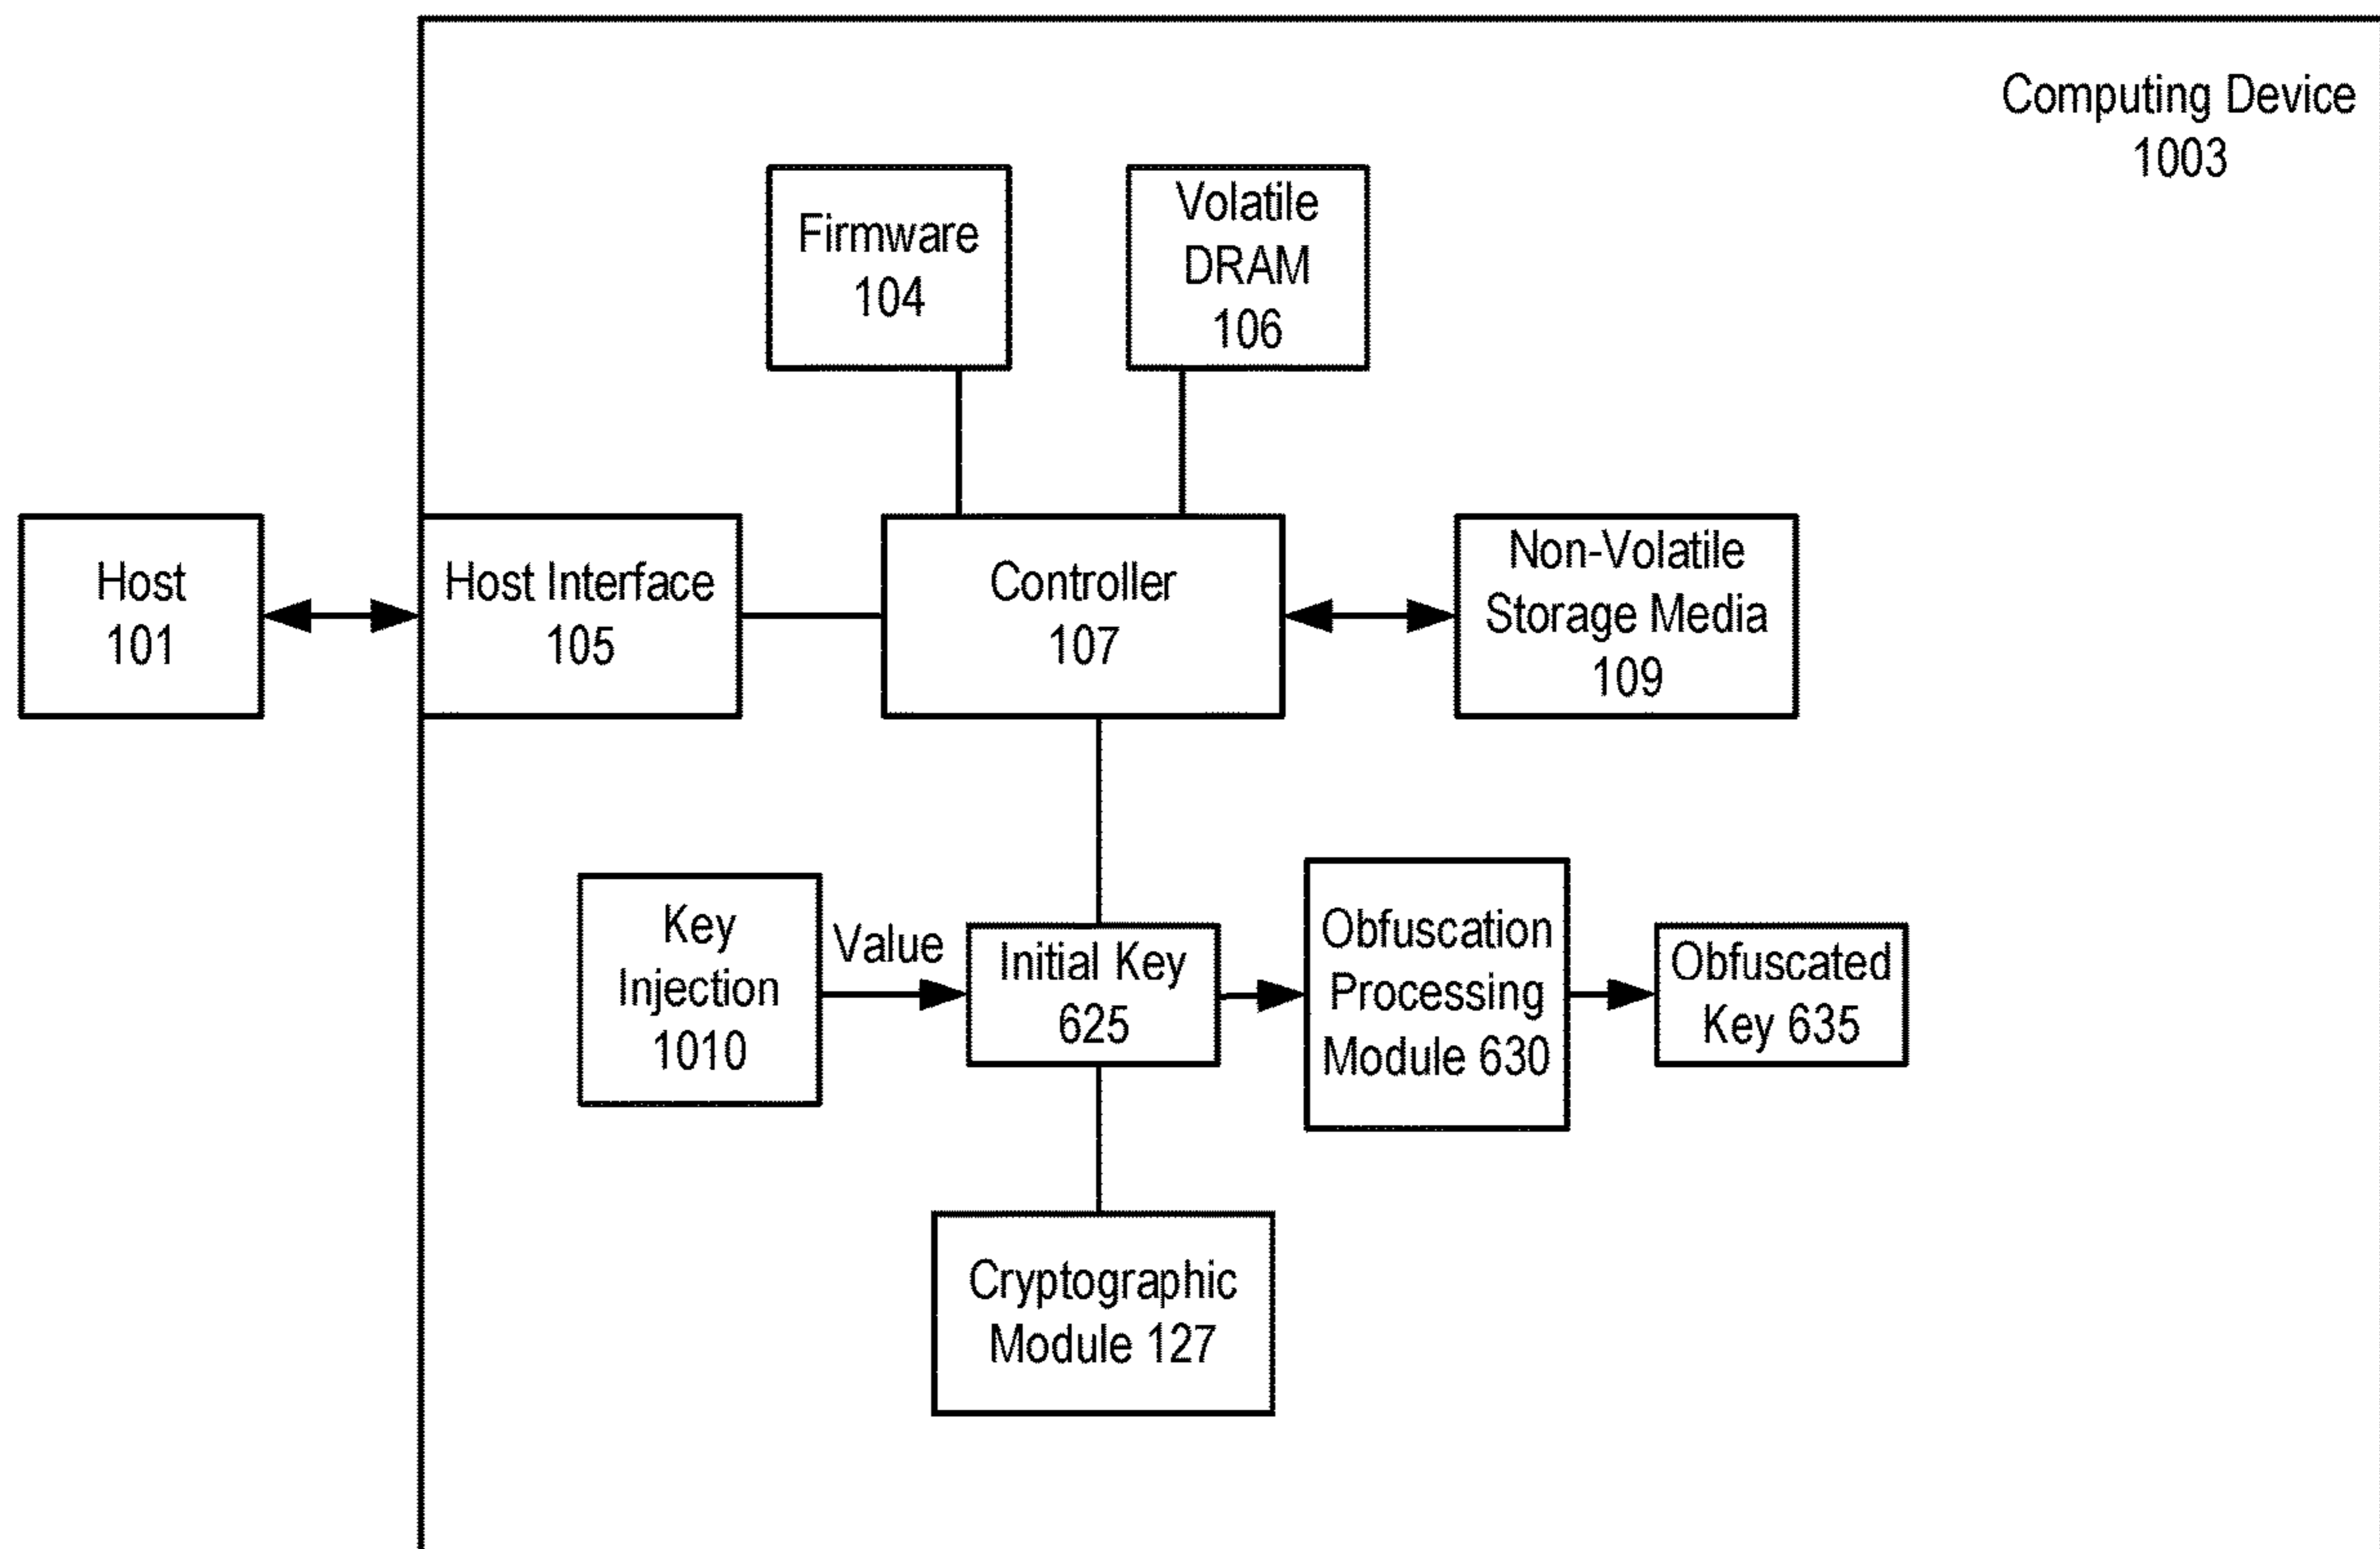 Computing Device
1003
Firmware
104
Volatile
DRAM
106
Host
101
Host Interface
105
Controller
107
Non-Volatile
Storage Media
109
Key
Injection
1010
Value
Initial Key
625
Obfuscation
Processing
Module 630
Obfuscated
Key 635
Cryptographic
Module 127